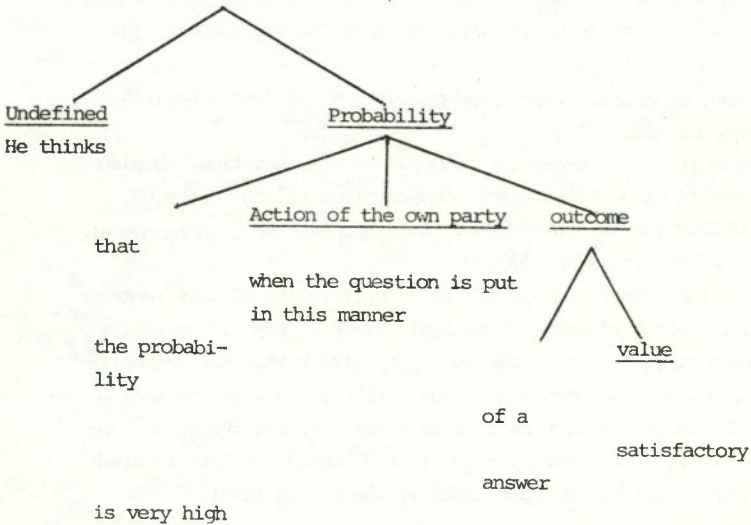 Undefined Probability
He thinks
Action of the own party outcome
that
when the question is put
in this manner
the probabi-
lity
value
of a
satisfactory
answer
is very high